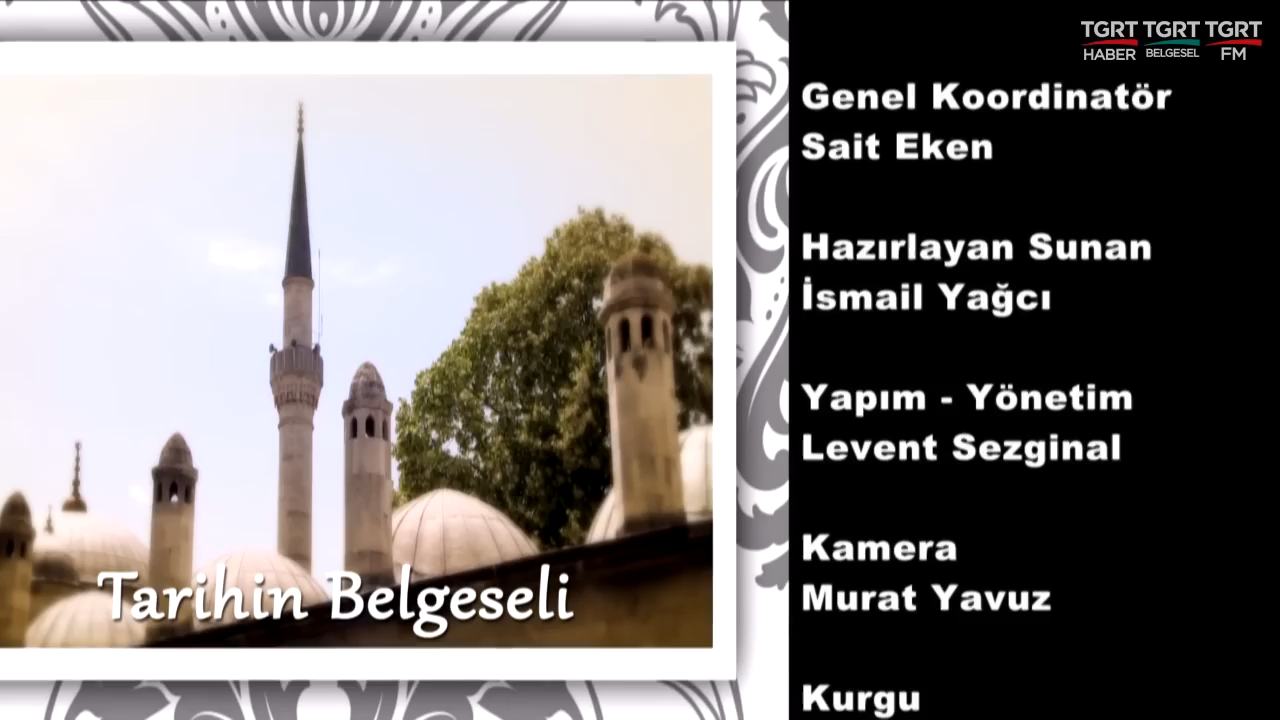 TGRT TGRT TGRT
HABER BELGESEL FM
Genel Koordinatör
Sait Eken
Hazırlayan Sunan
İsmail Yağcı
Yapım - Yönetim
Levent Sezginal
Kamera
Murat Yavuz
Kurgu
Tarihin Belgeseli